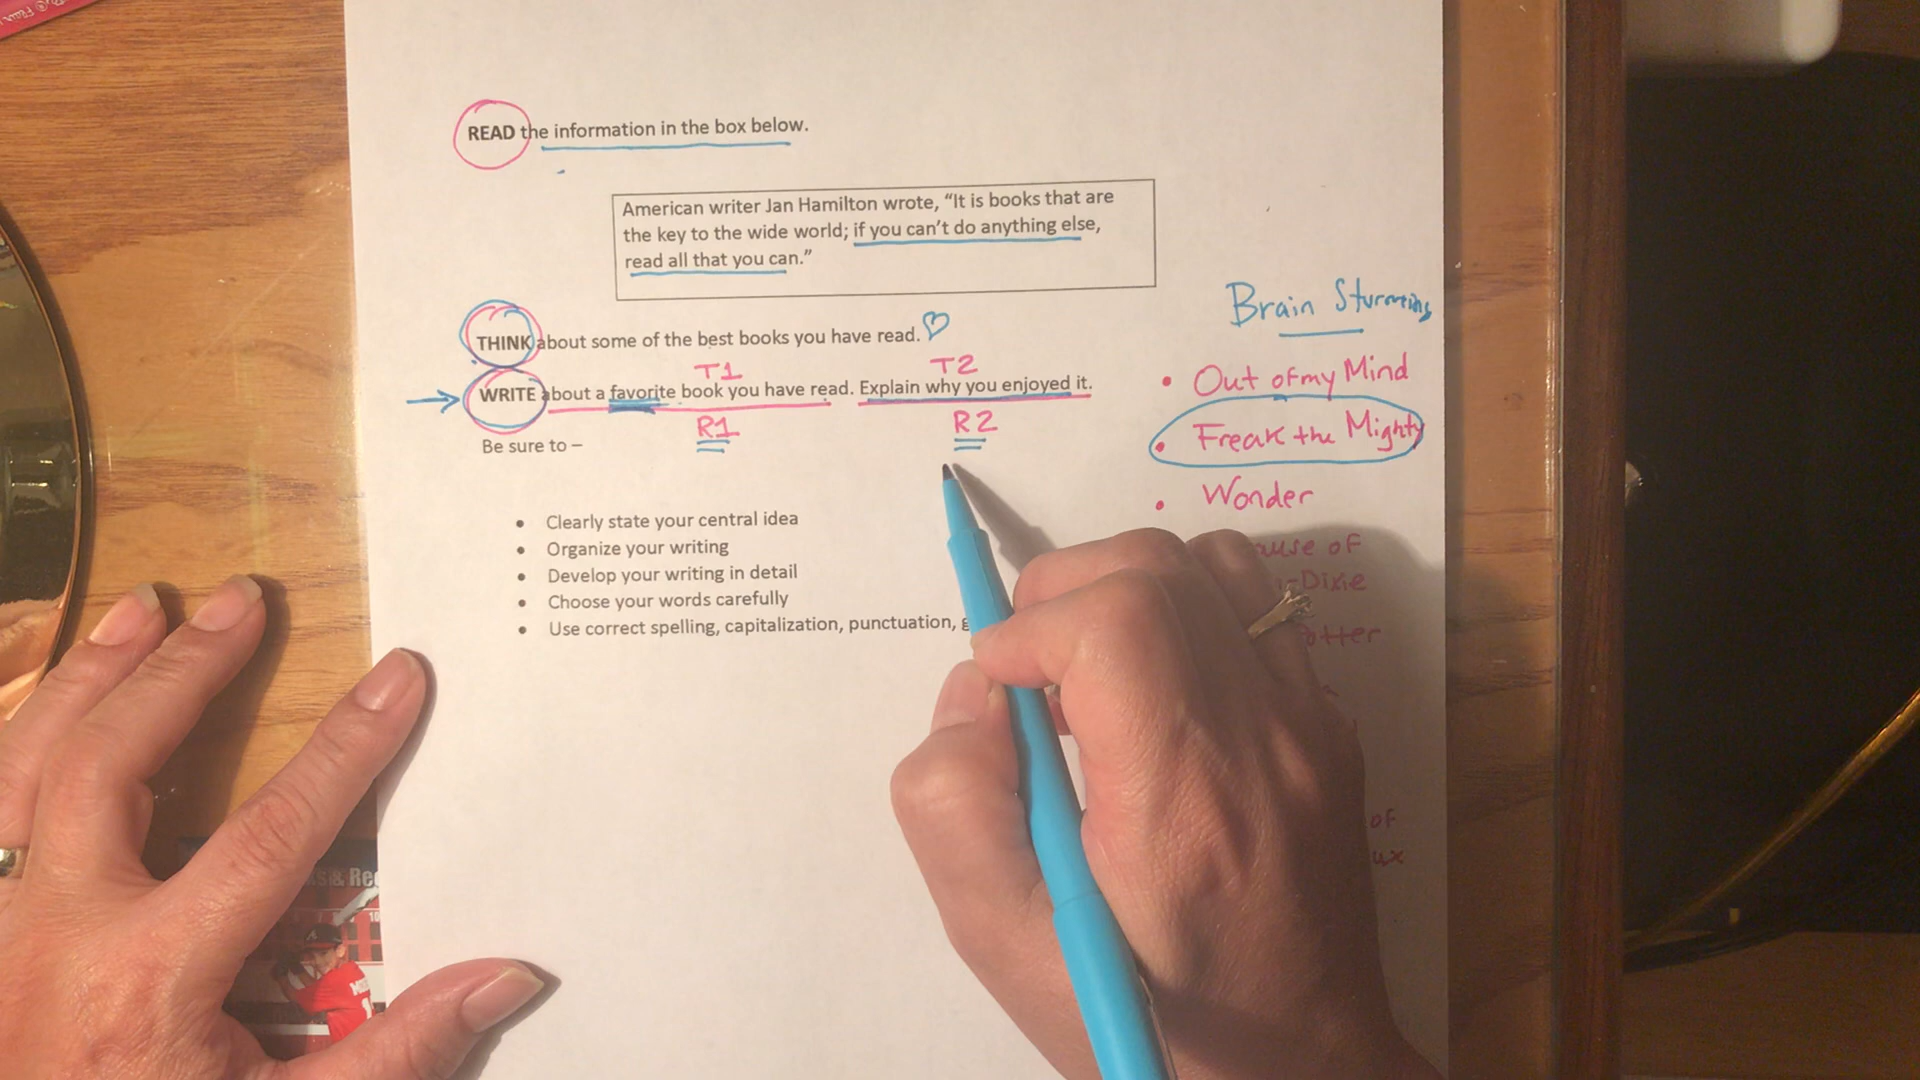 READ the information in the box below.
American writer Jan Hamilton wrote, “It is books that are
the key to the wide world; if you can’t do anything else,
read all that you can.”
THINK about some of the best books you have read.
T1 T2
WRITE about a favorite book you have read. Explain why you enjoyed it.
R1 R2
Be sure to –
• Clearly state your central idea
• Organize your writing
• Develop your writing in detail
• Choose your words carefully
• Use correct spelling, capitalization, punctuation,
Brain Sturming
• Out of my Mind
• Freak the Mighty
• Wonder
of
Dixie
of